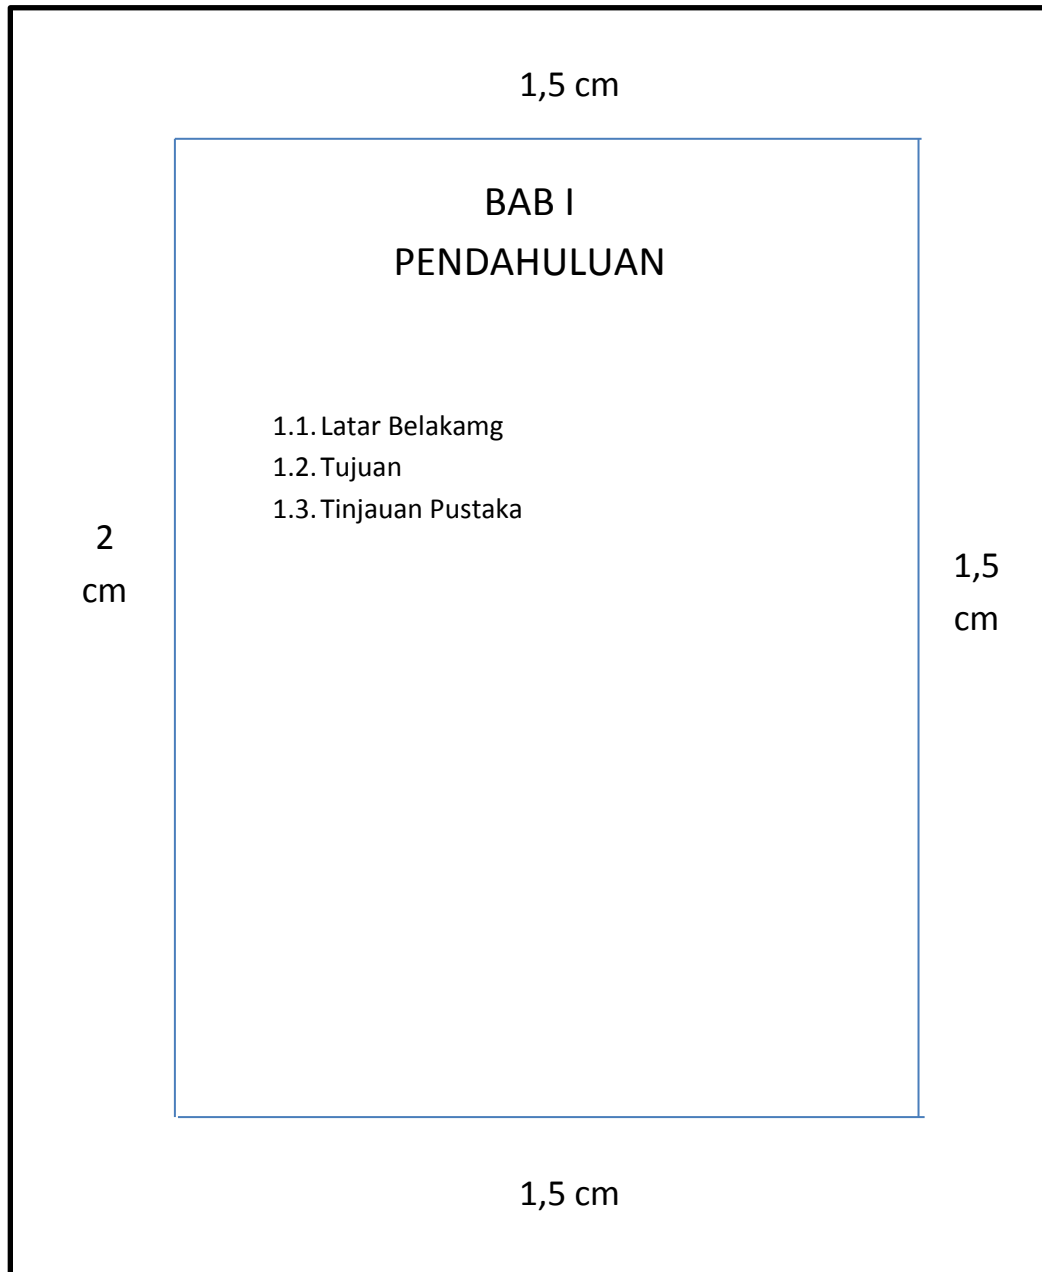 1,5 cm
BAB I
PENDAHULUAN
1.1. Latar Belakamg
1.2. Tujuan
1.3. Tinjauan Pustaka
2
cm
1,5
cm
1,5 cm